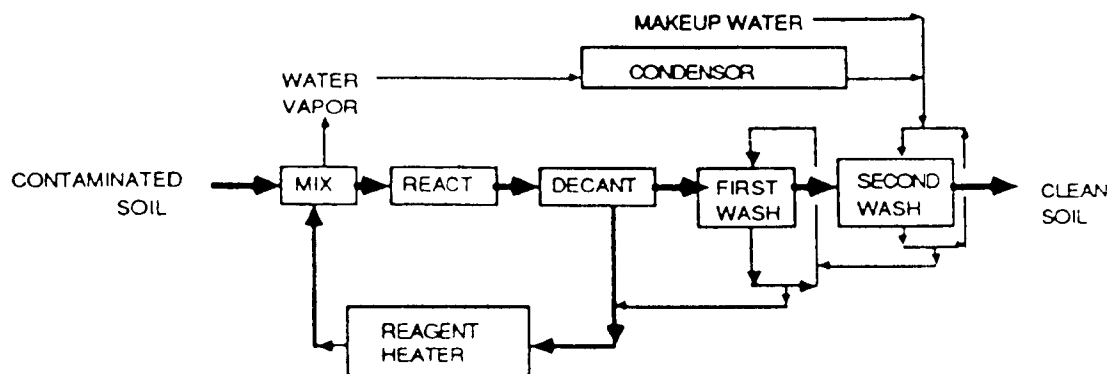 MAKEUP WATER
CONDENSOR
WATER
VAPOR
CONTAMINATED
SOIL
MIX
REACT
DECANT
FIRST
WASH
SECOND
WASH
CLEAN
SOIL
REAGENT
HEATER